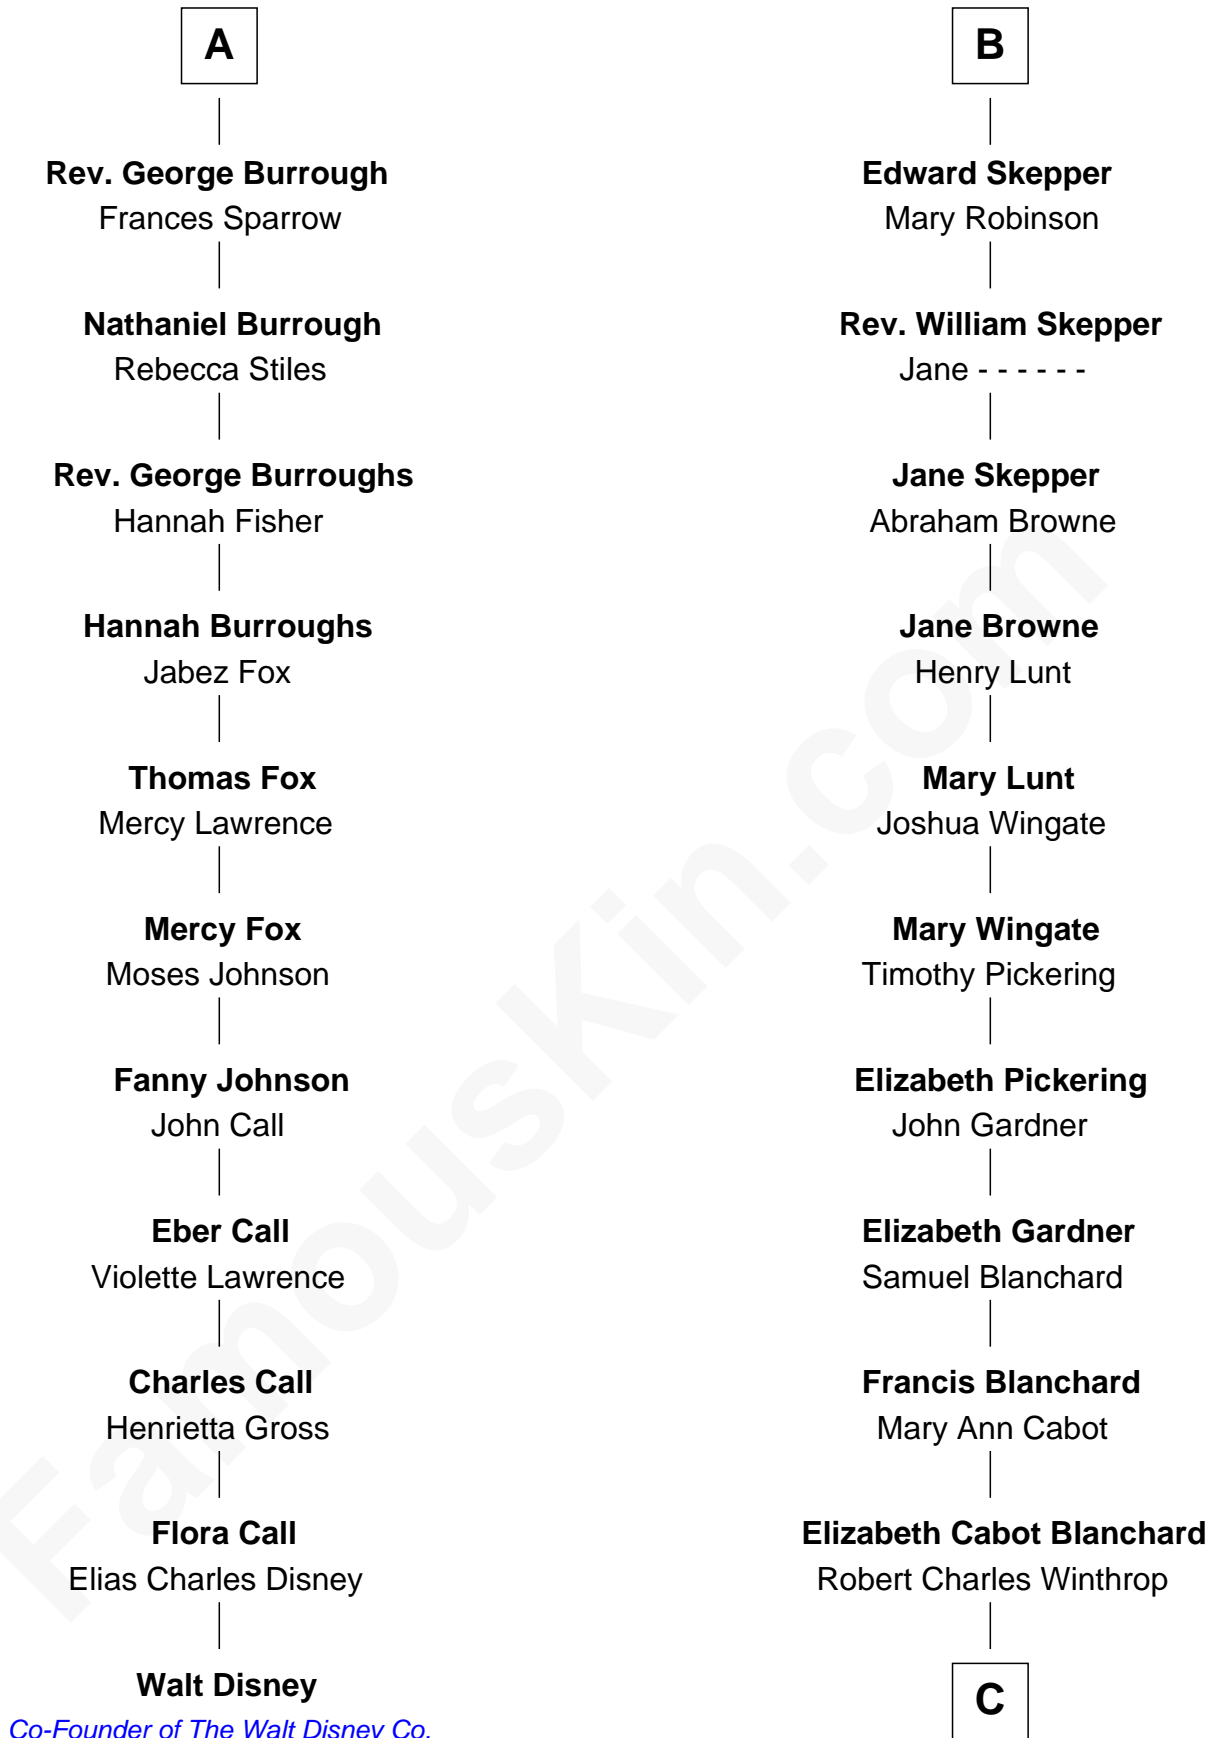 A
Rev. George Burrough
Frances Sparrow
Nathaniel Burrough
Rebecca Stiles
Rev. George Burroughs
Hannah Fisher
Hannah Burroughs
Jabez Fox
Thomas Fox
Mercy Lawrence
Mercy Fox
Moses Johnson
Fanny Johnson
John Call
Eber Call
Violette Lawrence
Charles Call
Henrietta Gross
Flora Call
Elias Charles Disney
Walt Disney
Co-Founder of The Walt Disney Co.
B
Edward Skepper
Mary Robinson
Rev. William Skepper
Jane - - - - - -
Jane Skepper
Abraham Browne
Jane Browne
Henry Lunt
Mary Lunt
Joshua Wingate
Mary Wingate
Timothy Pickering
Elizabeth Pickering
John Gardner
Elizabeth Gardner
Samuel Blanchard
Francis Blanchard
Mary Ann Cabot
Elizabeth Cabot Blanchard
Robert Charles Winthrop
C
FamousKin.com